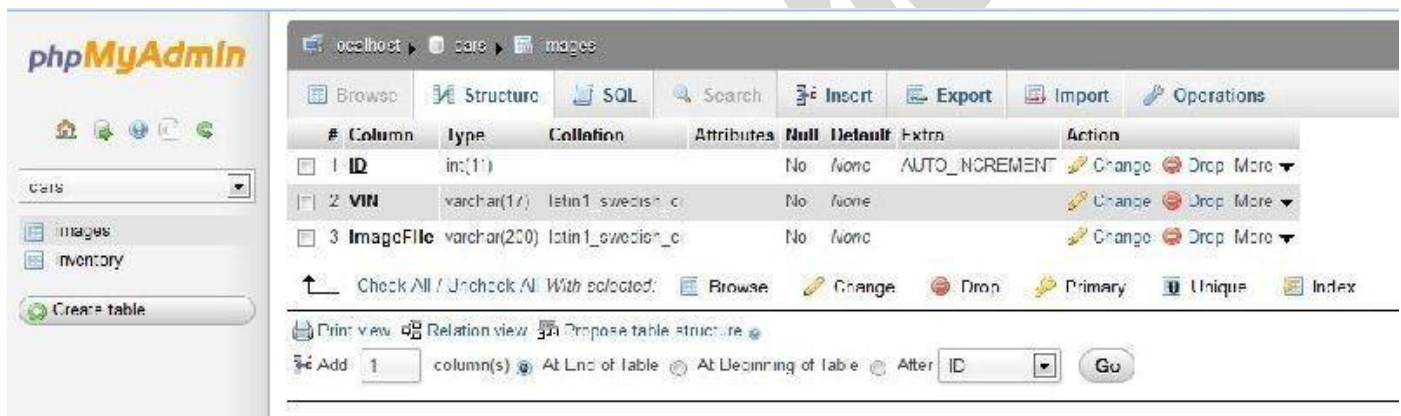 phpMyAdmin
localhost ▸ cars ▸ images
Browse Structure SQL Search Insert Export Import Operations
# Column Type Collation Attributes Null Default Extra Action
1 ID int(11) No None AUTO_INCREMENT Change Drop More
2 VIN varchar(17) latin1_swedish_c No None Change Drop More
3 ImageFile varchar(200) latin1_swedish_c No None Change Drop More
Check All / Uncheck All With selected: Browse Change Drop Primary Unique Index
Print view Relation view Propose table structure
Add 1 column(s) At End of Table At Beginning of Table After ID Go
cars
images
inventory
Create table